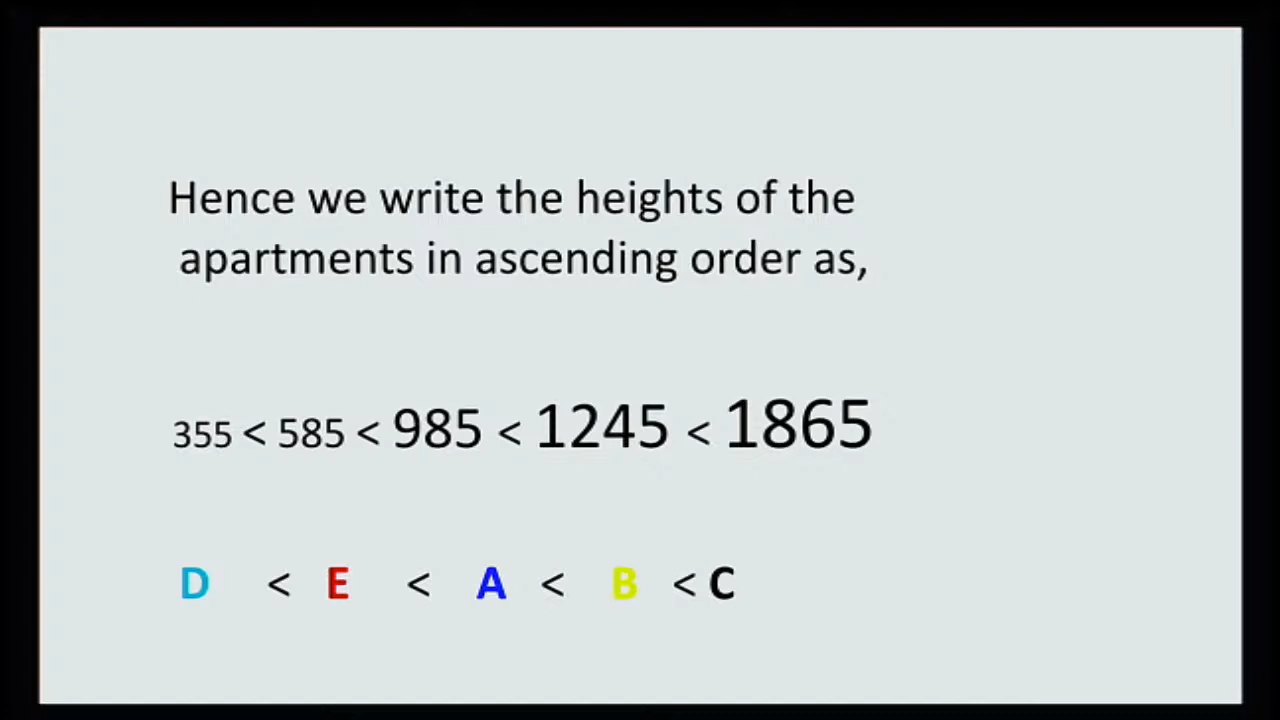 Hence we write the heights of the
apartments in ascending order as,
355 < 585 < 985 < 1245 < 1865
D < E < A < B < C